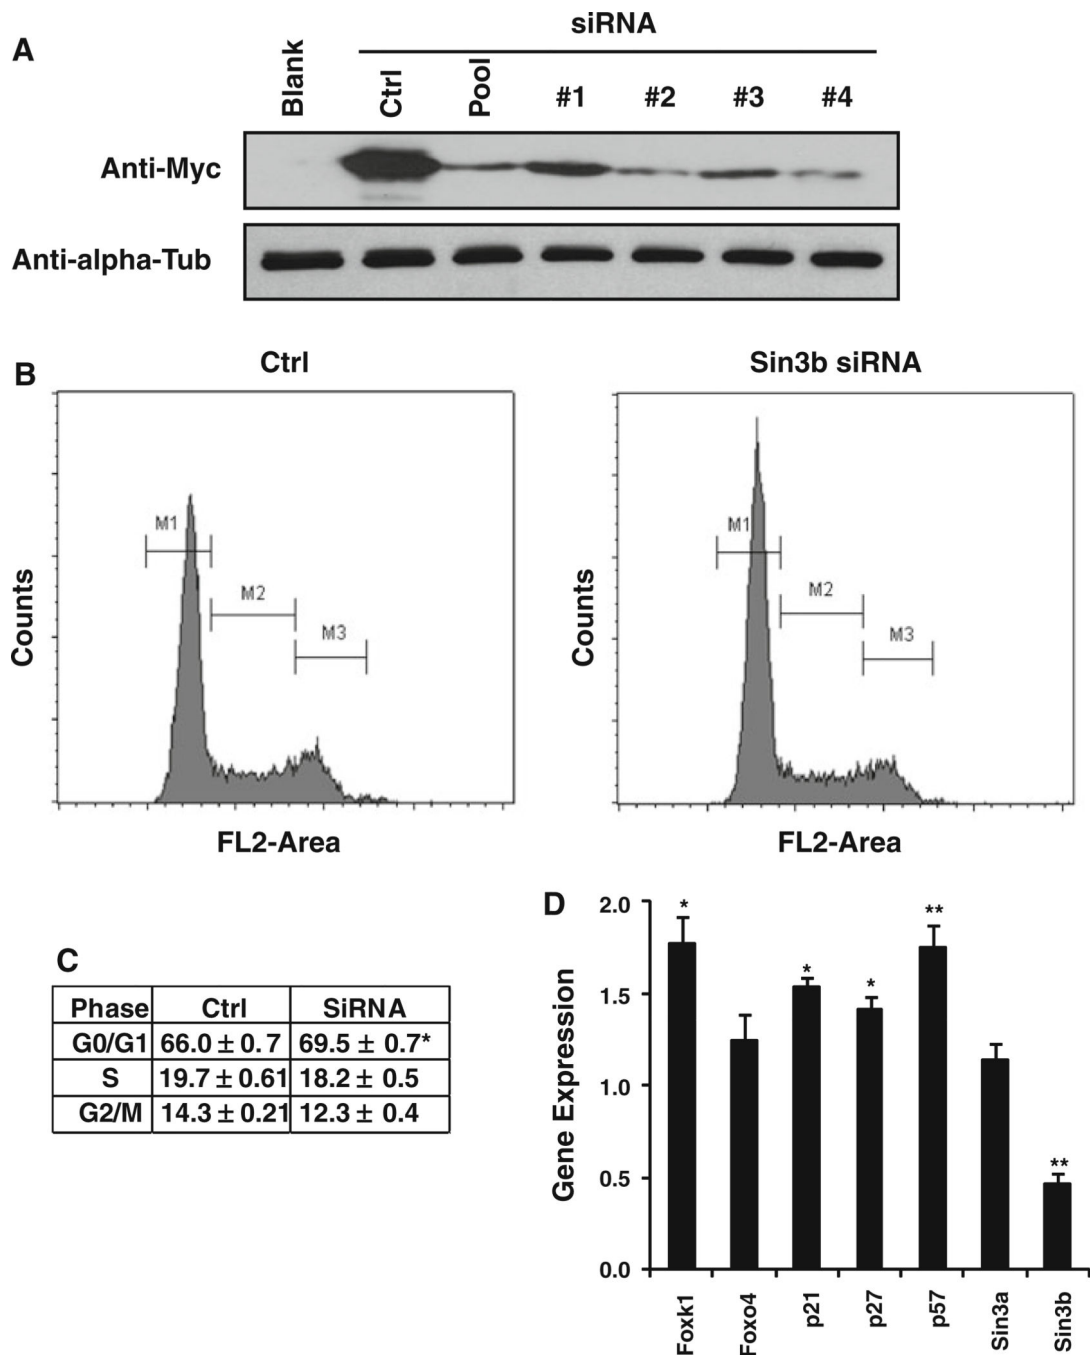 A
siRNA
Blank
Ctrl
Pool
#1
#2
#3
#4
Anti-Myc
Anti-alpha-Tub
B
Ctrl
Sin3b siRNA
Counts
M1
M2
M3
FL2-Area
Counts
M1
M2
M3
FL2-Area
C
Phase Ctrl SiRNA
G0/G1 66.0 ± 0.7 69.5 ± 0.7*
S 19.7 ± 0.61 18.2 ± 0.5
G2/M 14.3 ± 0.21 12.3 ± 0.4
D
Gene Expression
2.0
1.5
1.0
0.5
0.0
*
*
*
**
**
Foxk1
Foxo4
p21
p27
p57
Sin3a
Sin3b